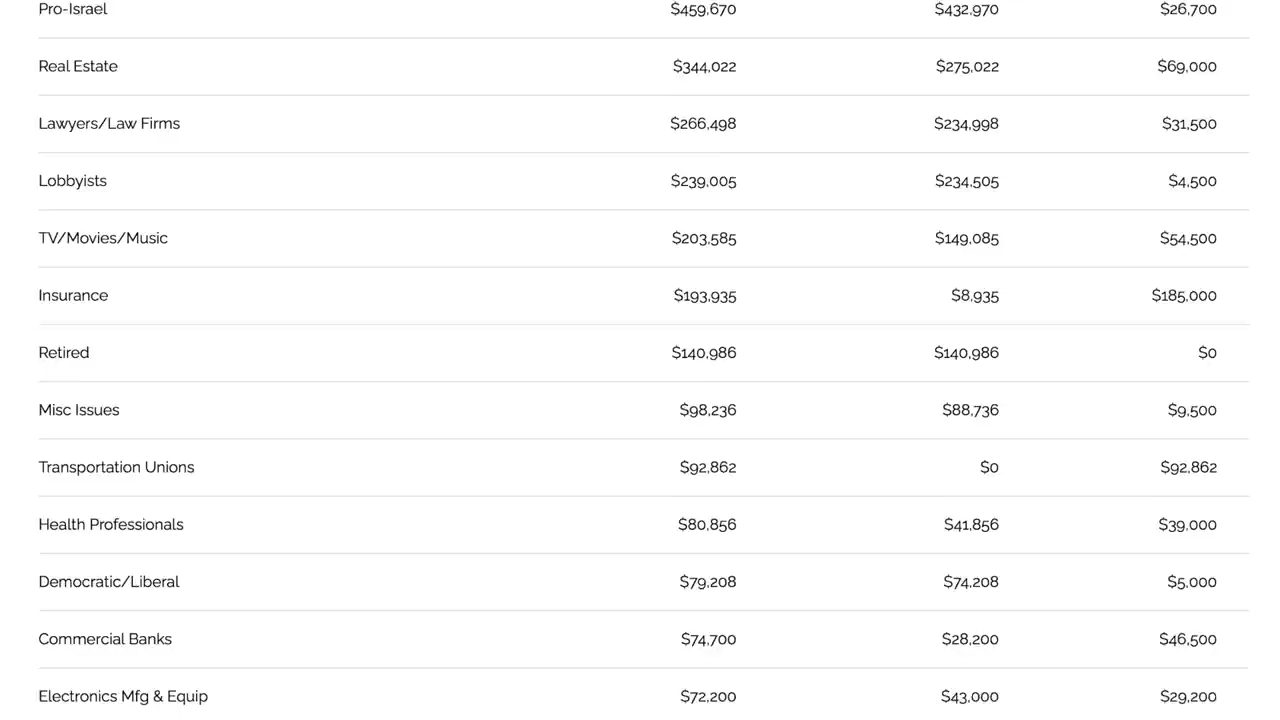 Pro-Israel $459,670 $432,970 $26,700
Real Estate $344,022 $275,022 $69,000
Lawyers/Law Firms $266,498 $234,998 $31,500
Lobbyists $239,005 $234,505 $4,500
TV/Movies/Music $203,585 $149,085 $54,500
Insurance $193,935 $8,935 $185,000
Retired $140,986 $140,986 $0
Misc Issues $98,236 $88,736 $9,500
Transportation Unions $92,862 $0 $92,862
Health Professionals $80,856 $41,856 $39,000
Democratic/Liberal $79,208 $74,208 $5,000
Commercial Banks $74,700 $28,200 $46,500
Electronics Mfg & Equip $72,200 $43,000 $29,200